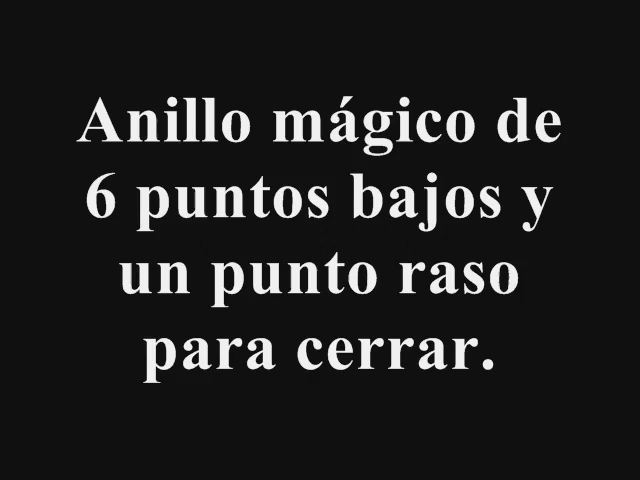 Anillo mágico de
6 puntos bajos y
un punto raso
para cerrar.